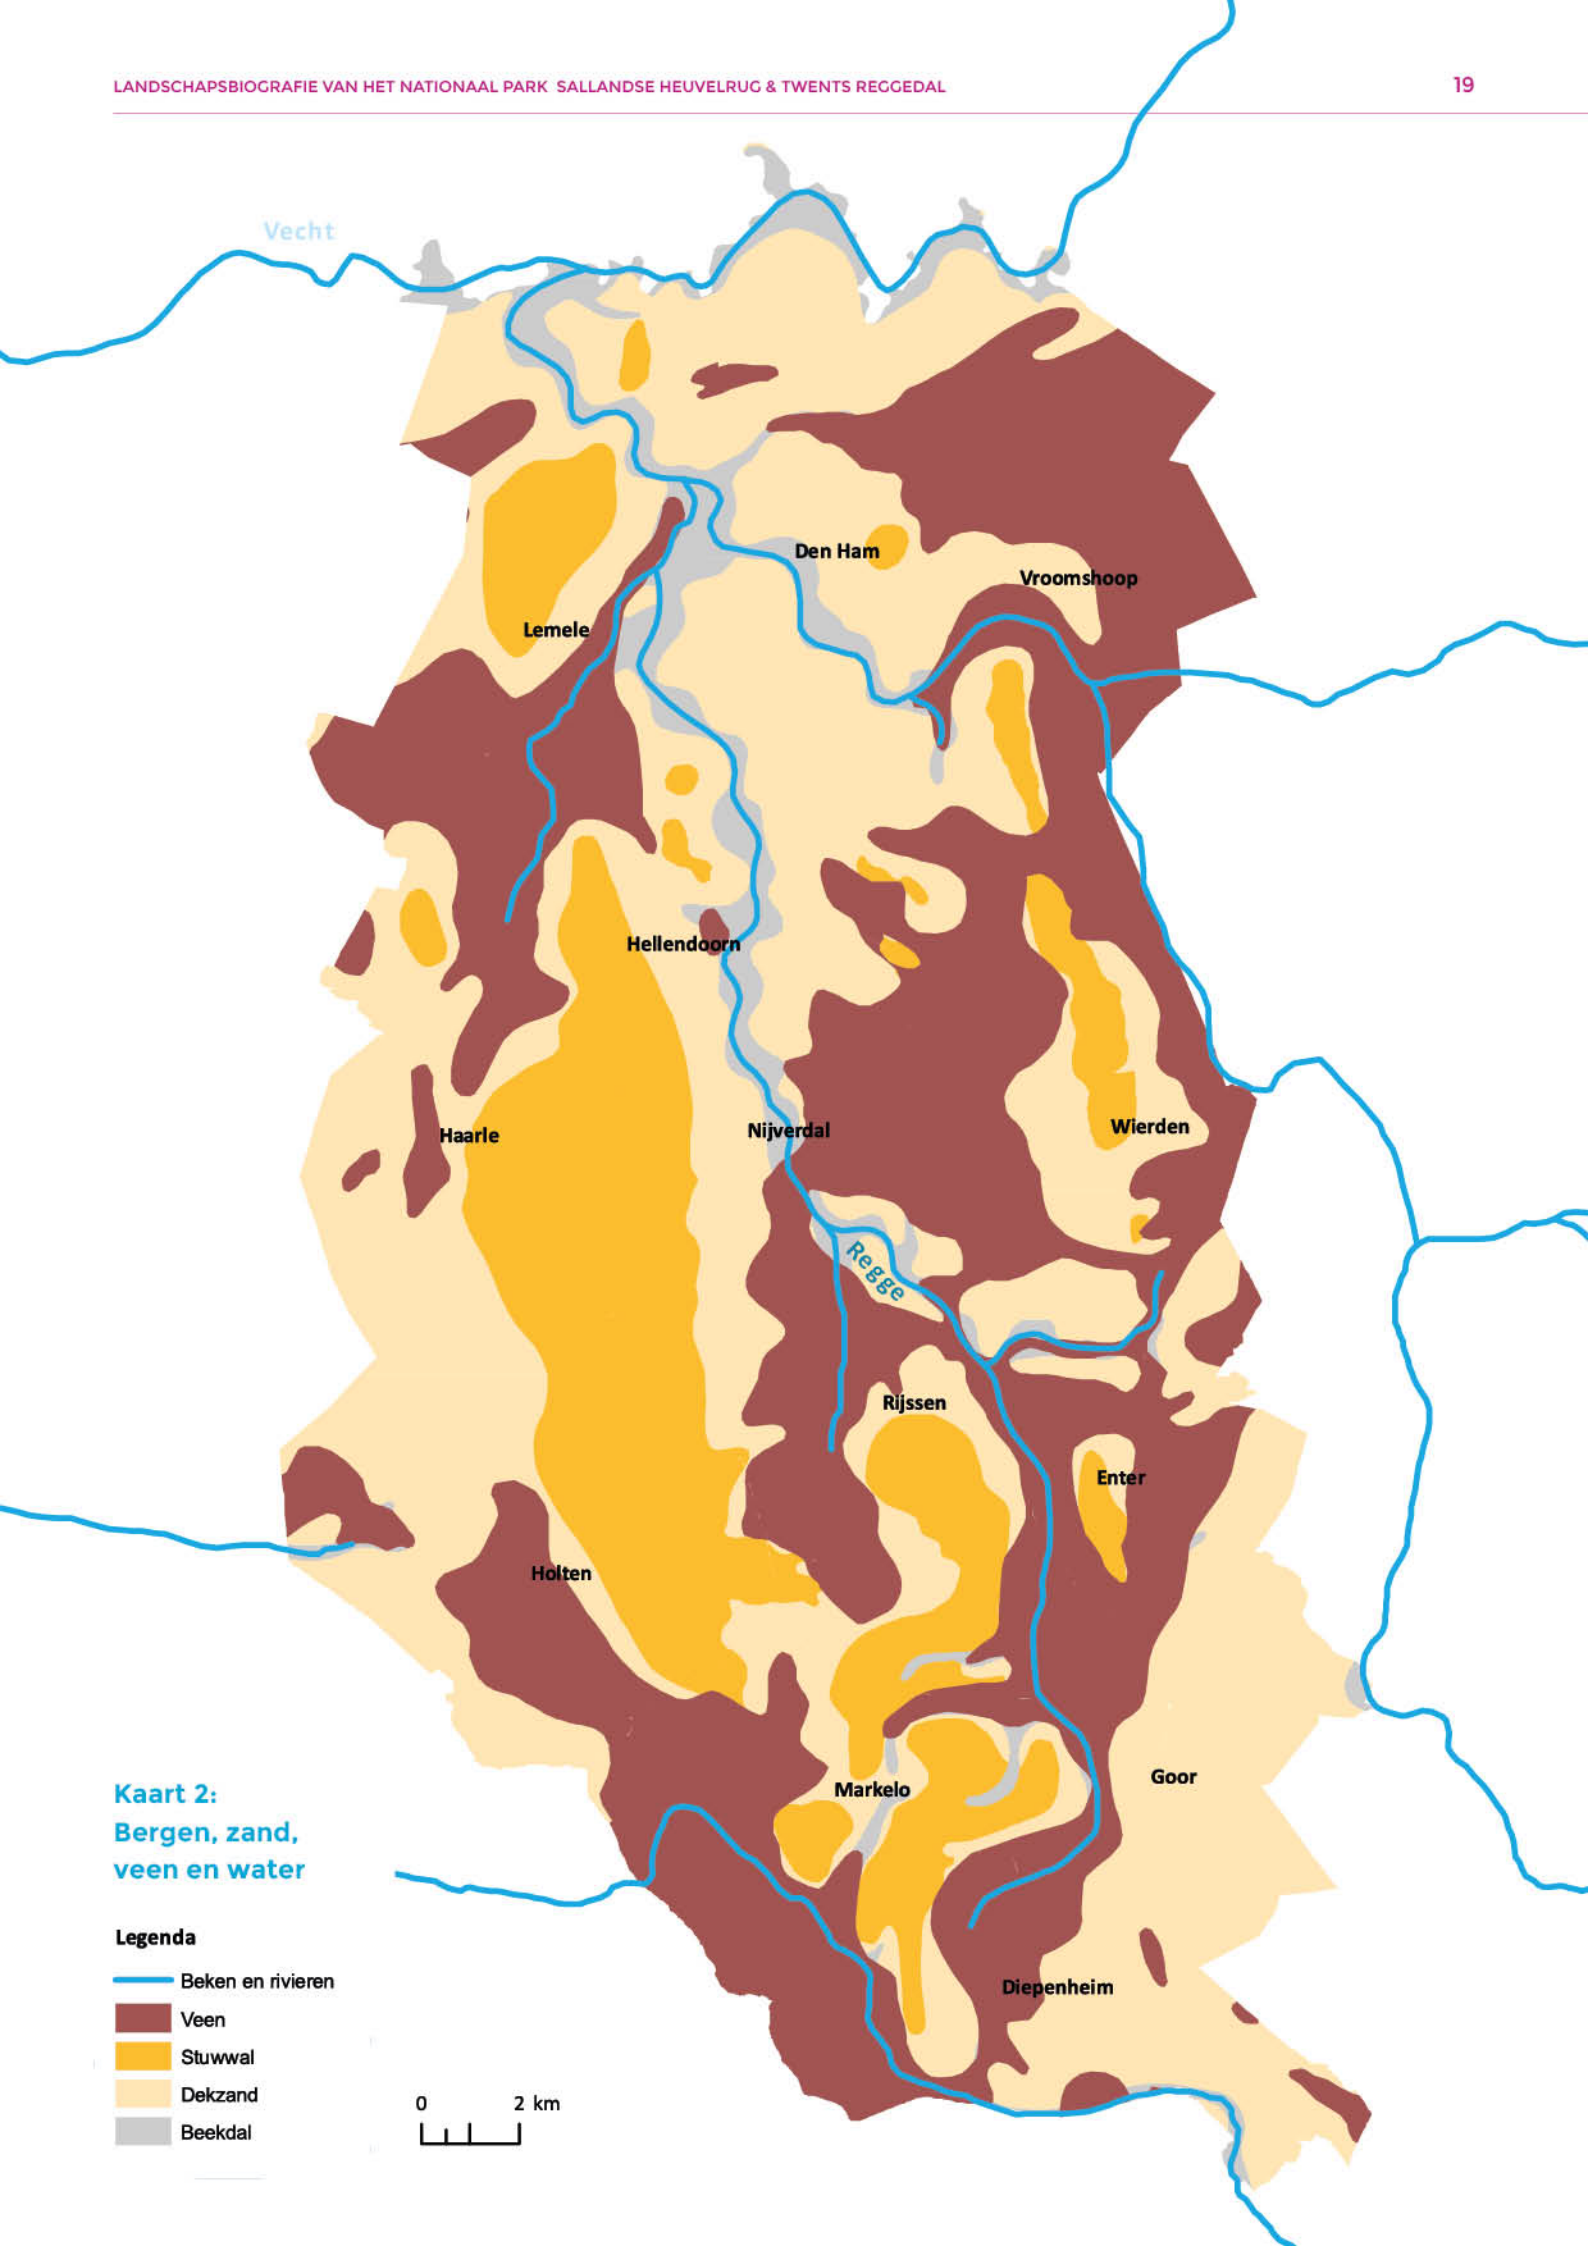 LANDSCHAPSBIOGRAFIE VAN HET NATIONAAL PARK SALLANDSE HEUVELRUG & TWENTS REGGEDAL
19
Vecht
Den Ham
Vroomshoop
Lemele
Hellendoorn
Haarle
Nijverdal
Wierden
Regge
Rijssen
Enter
Holten
Goor
Markelo
Diepenheim
Kaart 2:
Bergen, zand,
veen en water
Legenda
Beken en rivieren
Veen
Stuwwal
Dekzand
Beekdal
0 2 km